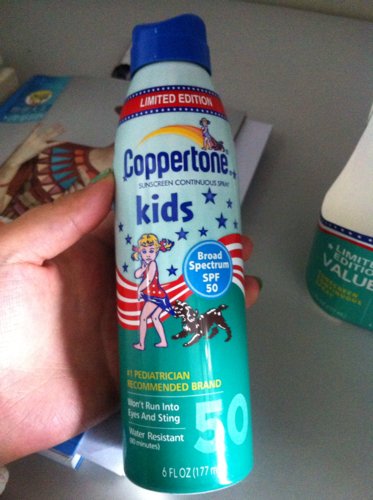 LIMITED EDITION
Coppertone
SUNSCREEN CONTINUOUS SPRAY
kids
Broad
Spectrum
SPF
50
#1 PEDIATRICIAN
RECOMMENDED BRAND
Won't Run Into
Eyes And Sting
Water Resistant
(80 minutes)
50
6 FL OZ (177 m
LIMITED
EDITION
VALUE
SUNSCREEN